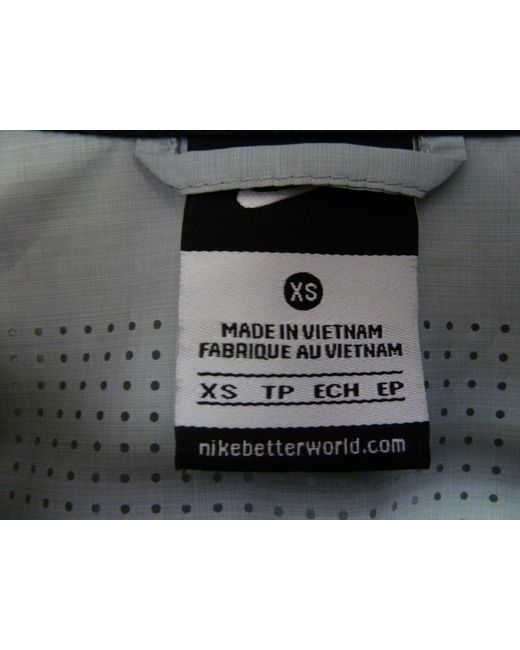 XS
MADE IN VIETNAM
FABRIQUE AU VIETNAM
XS TP ECH EP
nikebetterworld.com